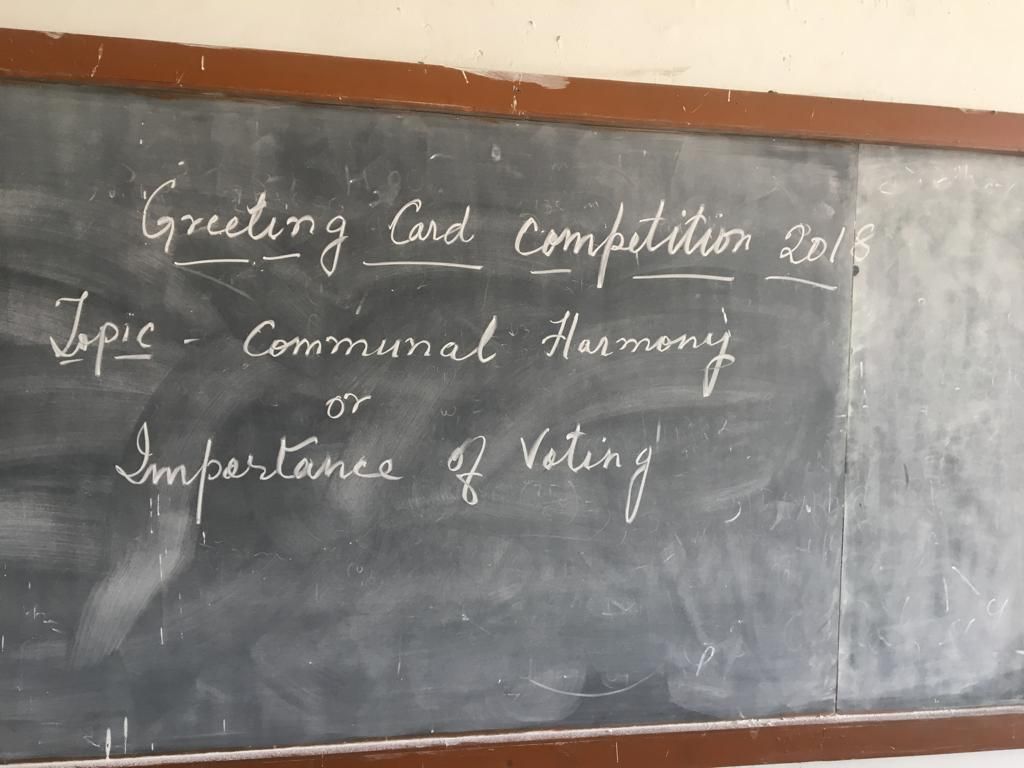 Greeting Card Competition 2018
Topic - Communal Harmony
or
Importance of Voting